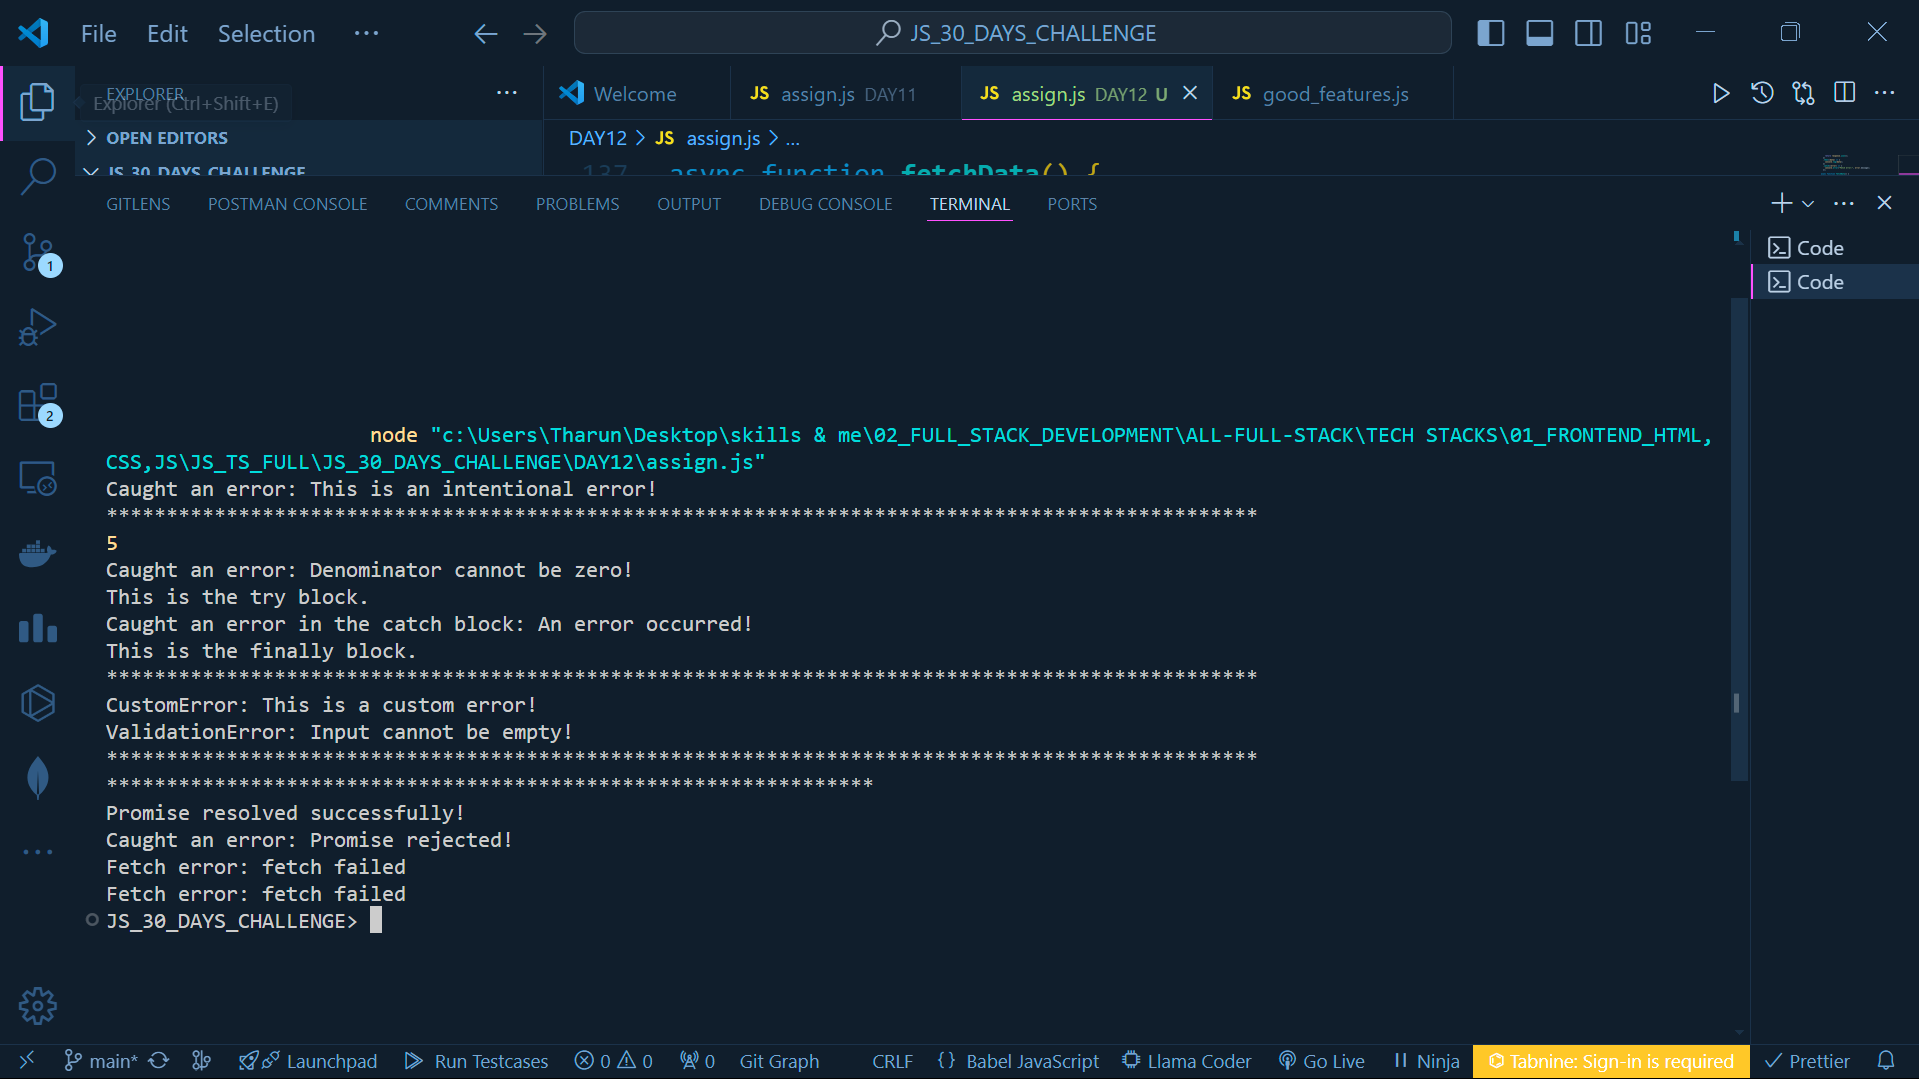 File Edit Selection ··· JS_30_DAYS_CHALLENGE
EXPLORER ···
Explorer (Ctrl+Shift+E)
Welcome
JS assign.js DAY11
JS assign.js DAY12 U
JS good_features.js
OPEN EDITORS
DAY12 > JS assign.js > ...
JS_30_DAYS_CHALLENGE
137 async function fetchData() {
GITLENS POSTMAN CONSOLE COMMENTS PROBLEMS OUTPUT DEBUG CONSOLE TERMINAL PORTS
1
2
Code
Code
node "c:\Users\Tharun\Desktop\skills & me\02_FULL_STACK_DEVELOPMENT\ALL-FULL-STACK\TECH STACKS\01_FRONTEND_HTML,
CSS,JS\JS_TS_FULL\JS_30_DAYS_CHALLENGE\DAY12\assign.js"
Caught an error: This is an intentional error!
************************************************************************************************
5
Caught an error: Denominator cannot be zero!
This is the try block.
Caught an error in the catch block: An error occurred!
This is the finally block.
************************************************************************************************
CustomError: This is a custom error!
ValidationError: Input cannot be empty!
************************************************************************************************
****************************************************************
Promise resolved successfully!
Caught an error: Promise rejected!
Fetch error: fetch failed
Fetch error: fetch failed
JS_30_DAYS_CHALLENGE>
main* Launchpad Run Testcases 0 0 0 Git Graph CRLF {} Babel JavaScript Llama Coder Go Live Ninja Tabnine: Sign-in is required Prettier